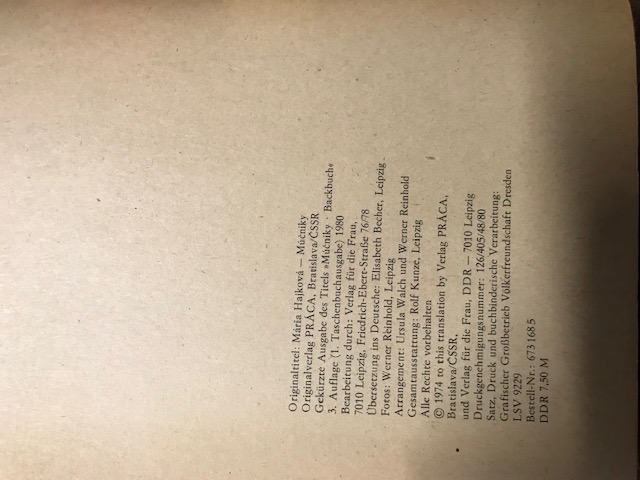 Originaltitel: Mária Hajková — Múčniky
Originalverlag PRÁCA, Bratislava/ČSSR
Gekürzte Ausgabe des Titels »Múčniky · Backbuch«
3. Auflage (1. Taschenbuchausgabe) 1980
Bearbeitung durch: Verlag für die Frau,
7010 Leipzig, Friedrich-Ebert-Straße 76/78
Übersetzung ins Deutsche: Elisabeth Becher, Leipzig
Fotos: Werner Reinhold, Leipzig
Arrangement: Ursula Walch und Werner Reinhold
Gesamtausstattung: Rolf Kunze, Leipzig
Alle Rechte vorbehalten
© 1974 to this translation by Verlag PRÁCA,
Bratislava/ČSSR,
und Verlag für die Frau, DDR — 7010 Leipzig
Druckgenehmigungsnummer: 126/405/48/80
Satz, Druck und buchbinderische Verarbeitung:
Grafischer Großbetrieb Völkerfreundschaft Dresden
LSV 9229
Bestell-Nr.: 673 168 5
DDR 7,50 M